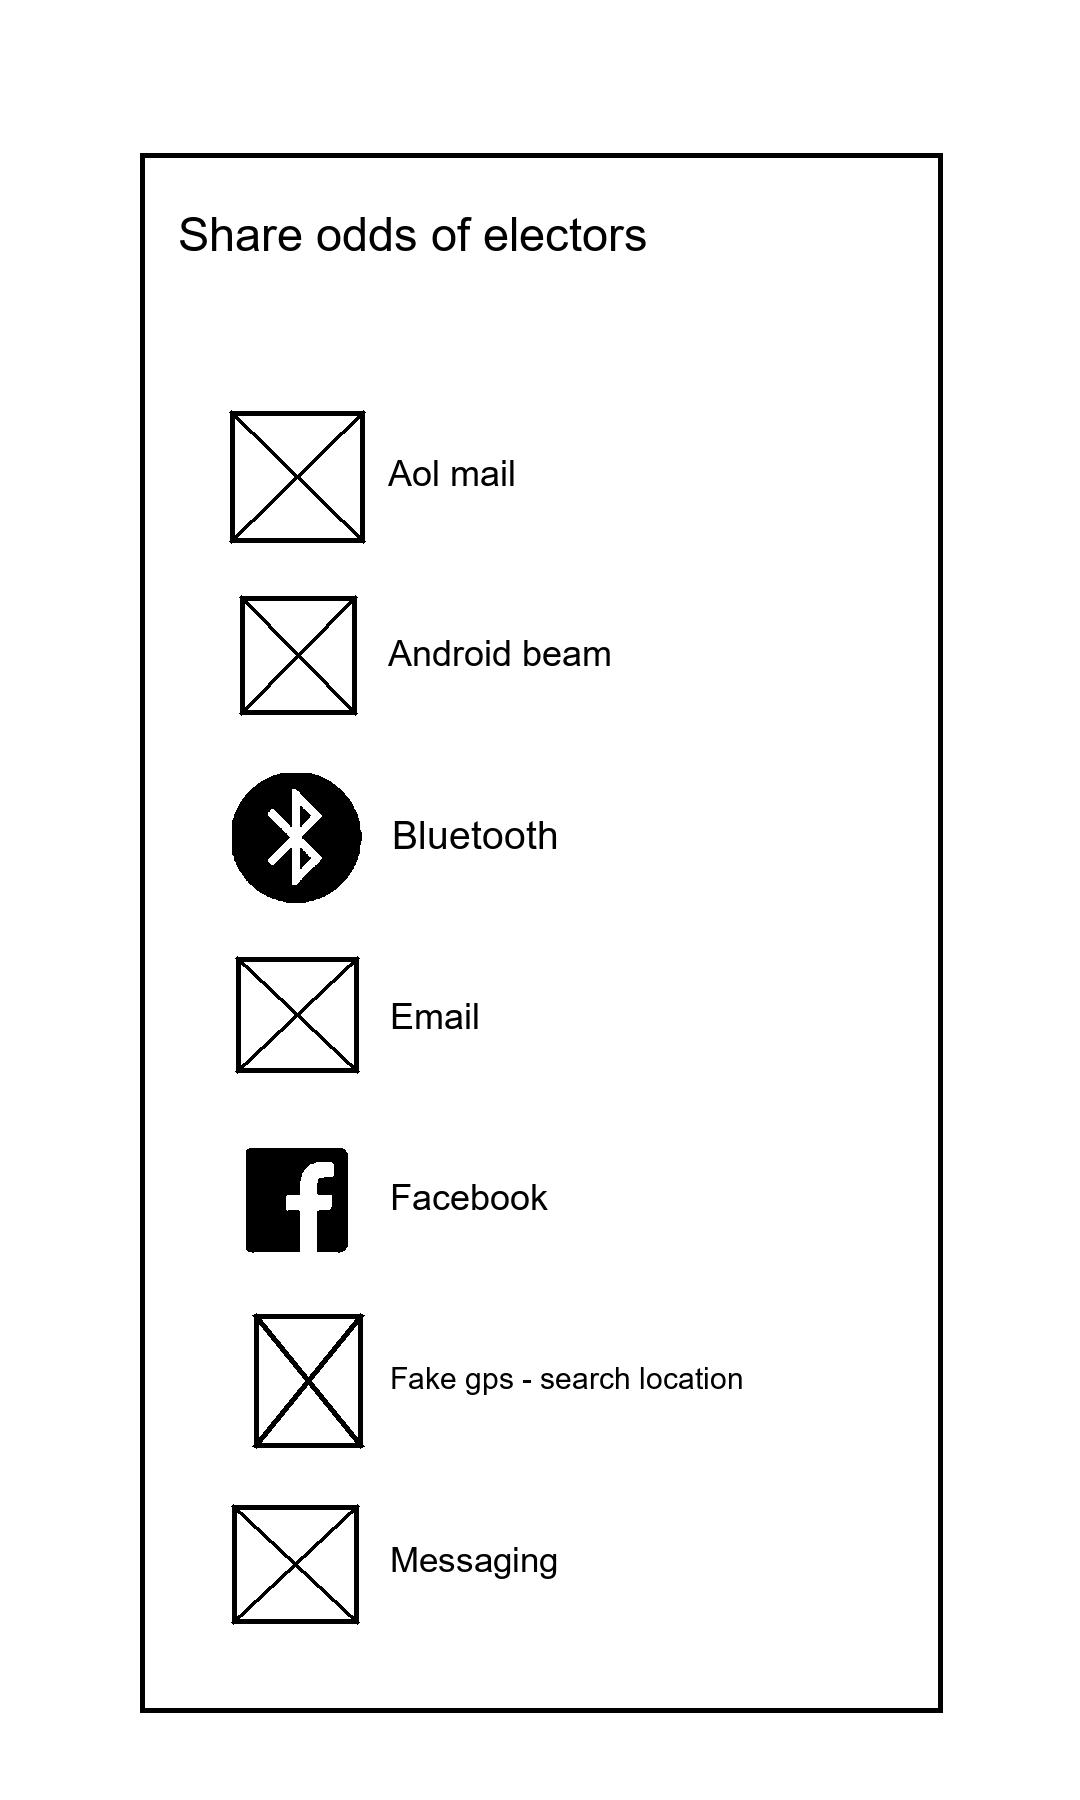 Share odds of electors
Aol mail
Android beam
Bluetooth
Email
Facebook
Fake gps - search location
Messaging